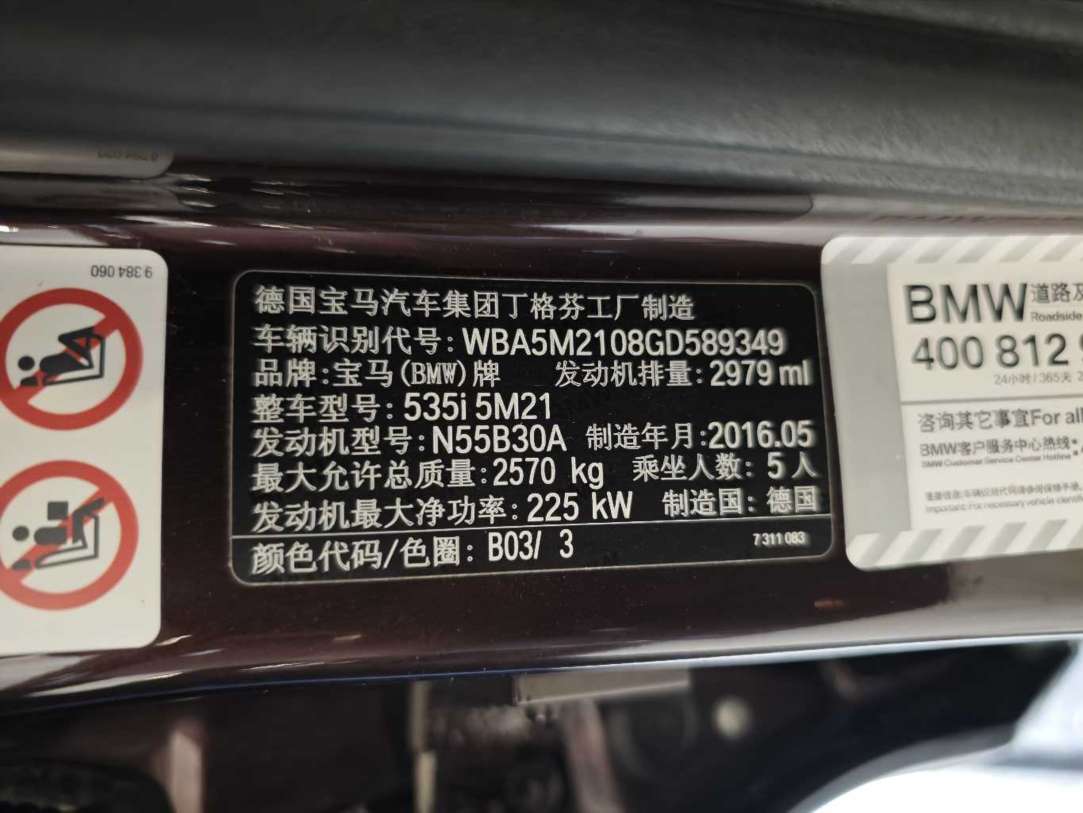 9 384 060
德国宝马汽车集团丁格芬工厂制造
车辆识别代号: WBA5M2108GD589349
品牌:宝马(BMW)牌 发动机排量: 2979 ml
整车型号: 535i 5M21
发动机型号: N55B30A 制造年月:2016.05
最大允许总质量: 2570 kg 乘坐人数: 5 人
发动机最大净功率: 225 kW 制造国: 德国
颜色代码/色圈: B03/ 3 7 311 083
BMW 道路及
Roadside
400 812 9
24小时 / 365天
咨询其它事宜For all
BMW客户服务中心热线
BMW Customer Service Center Hotline